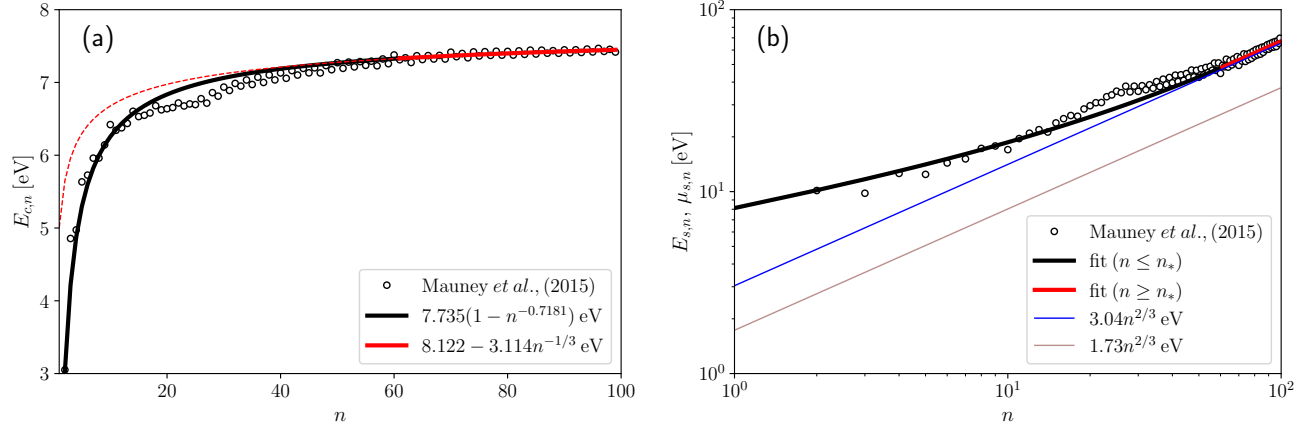 (a)
8
7
6
5
4
3
E_{c,n} [eV]
20 40 60 80 100
n
Mauney et al., (2015)
7.735(1 − n^{−0.7181}) eV
8.122 − 3.114n^{−1/3} eV
(b)
10^2
10^1
10^0
E_{s,n}, μ_{s,n} [eV]
10^0 10^1 10^2
n
Mauney et al., (2015)
fit (n ≤ n_*)
fit (n ≥ n_*)
3.04n^{2/3} eV
1.73n^{2/3} eV